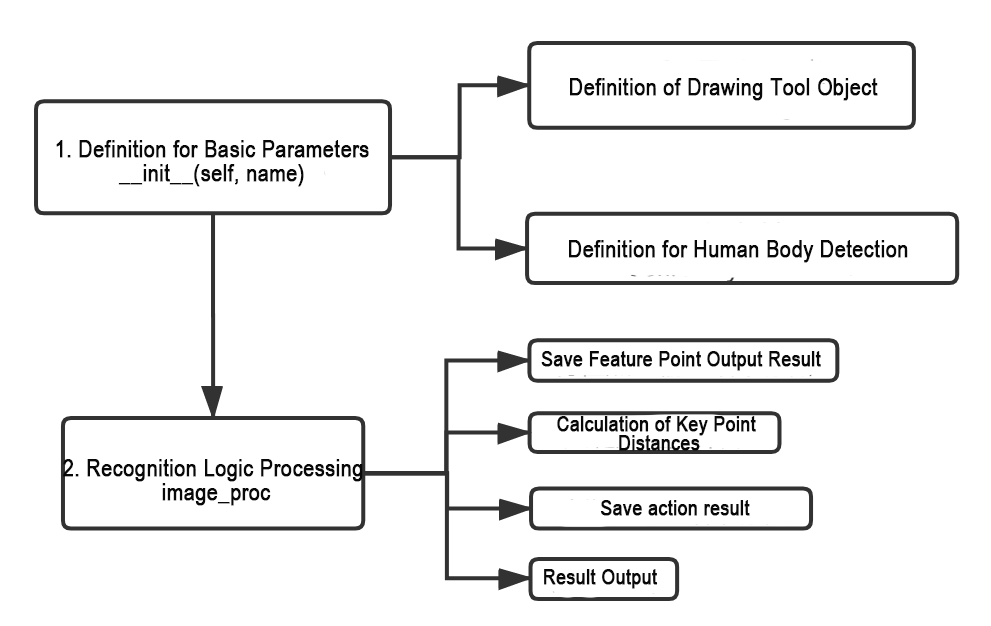 Definition of Drawing Tool Object
1. Definition for Basic Parameters
__init__(self, name)
Definition for Human Body Detection
Save Feature Point Output Result
Calculation of Key Point
Distances
2. Recognition Logic Processing
image_proc
Save action result
Result Output